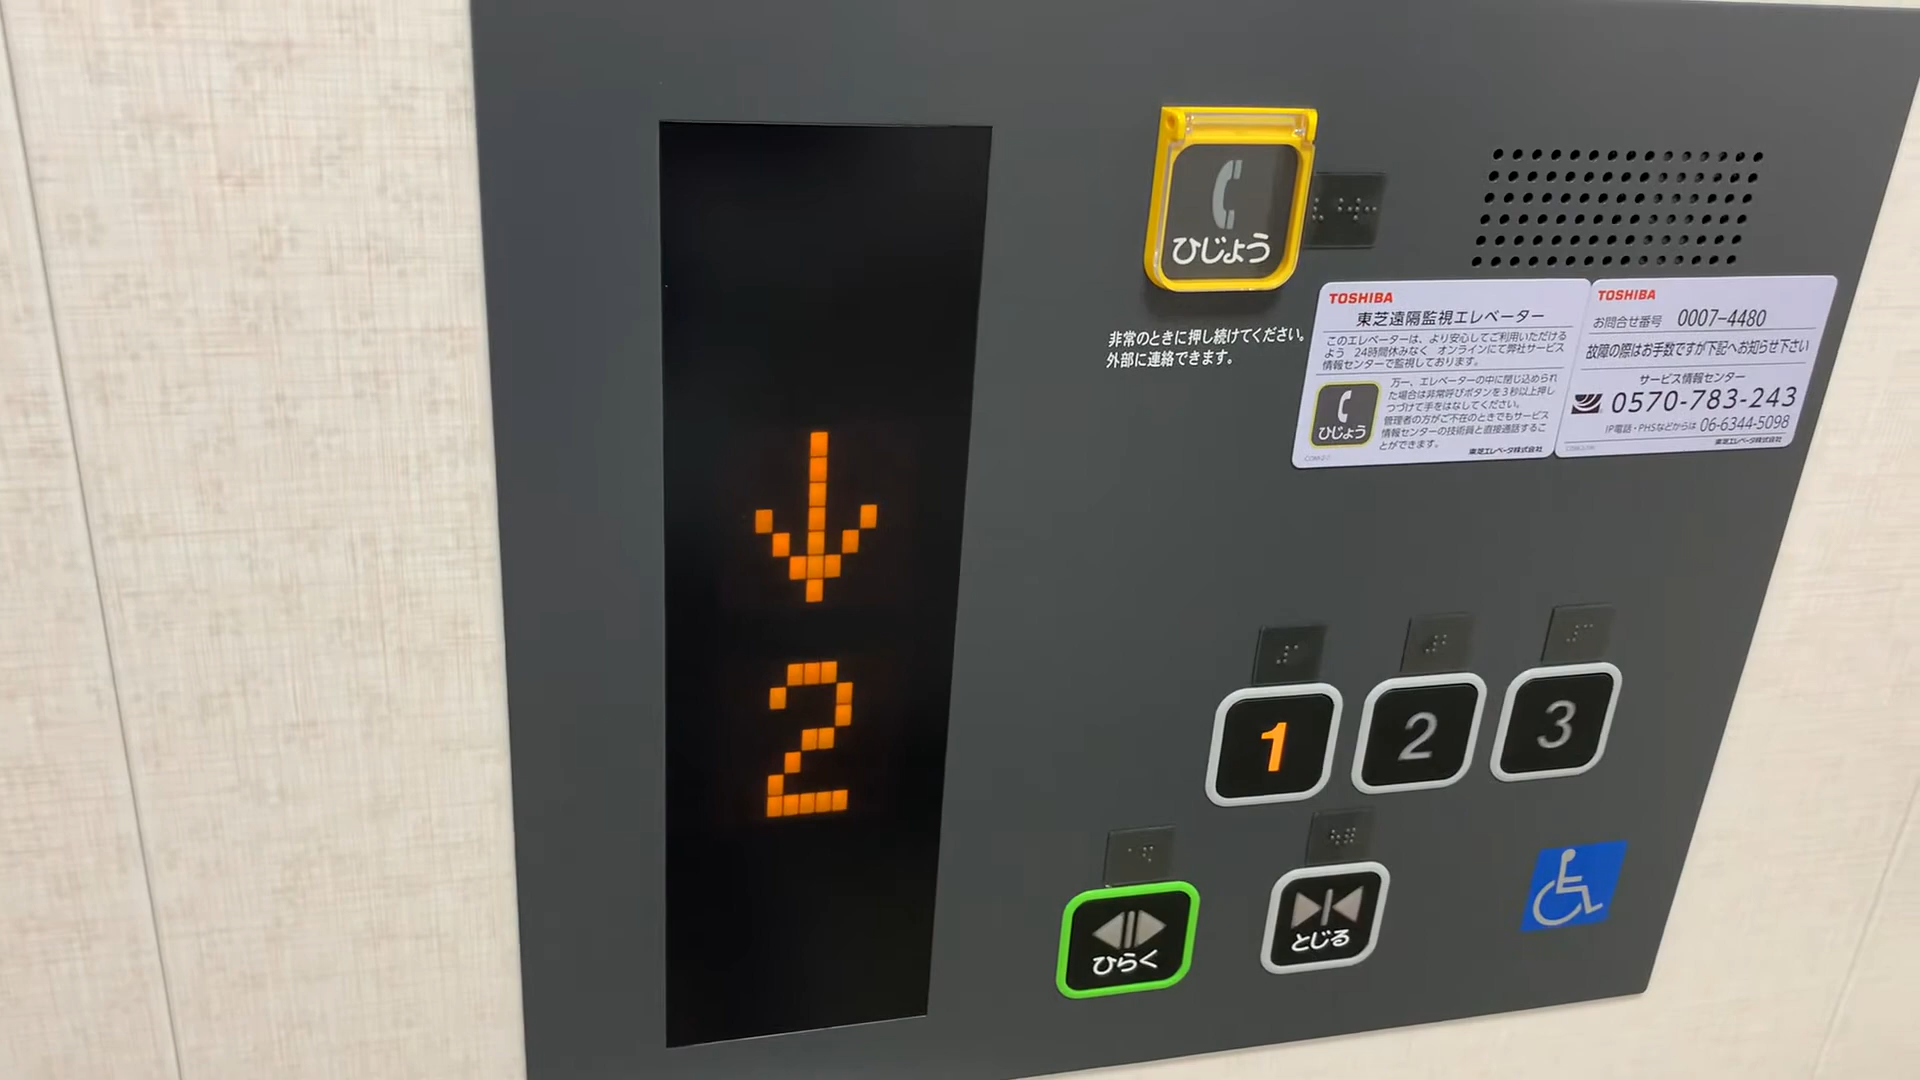 ひじょう
非常のときに押し続けてください。
外部に連絡できます。
TOSHIBA
東芝遠隔監視エレベーター
このエレベーターは、より安心してご利用いただける
よう 24時間休みなく オンラインにて弊社サービス
情報センターで監視しております。
ひじょう
万一、エレベーターの中に閉じ込められ
た場合は非常呼びボタンを3秒以上押し
つづけて手をはなしてください。
管理者の方がご不在のときでもサービス
情報センターの技術員と直接通話するこ
とができます。
東芝エレベータ株式会社
TOSHIBA
お問合せ番号 0007-4480
故障の際はお手数ですが下記へお知らせ下さい
サービス情報センター
0570-783-243
IP電話・PHSなどからは 06-6344-5098
東芝エレベータ株式会社
↓
2
1 2 3
ひらく
とじる